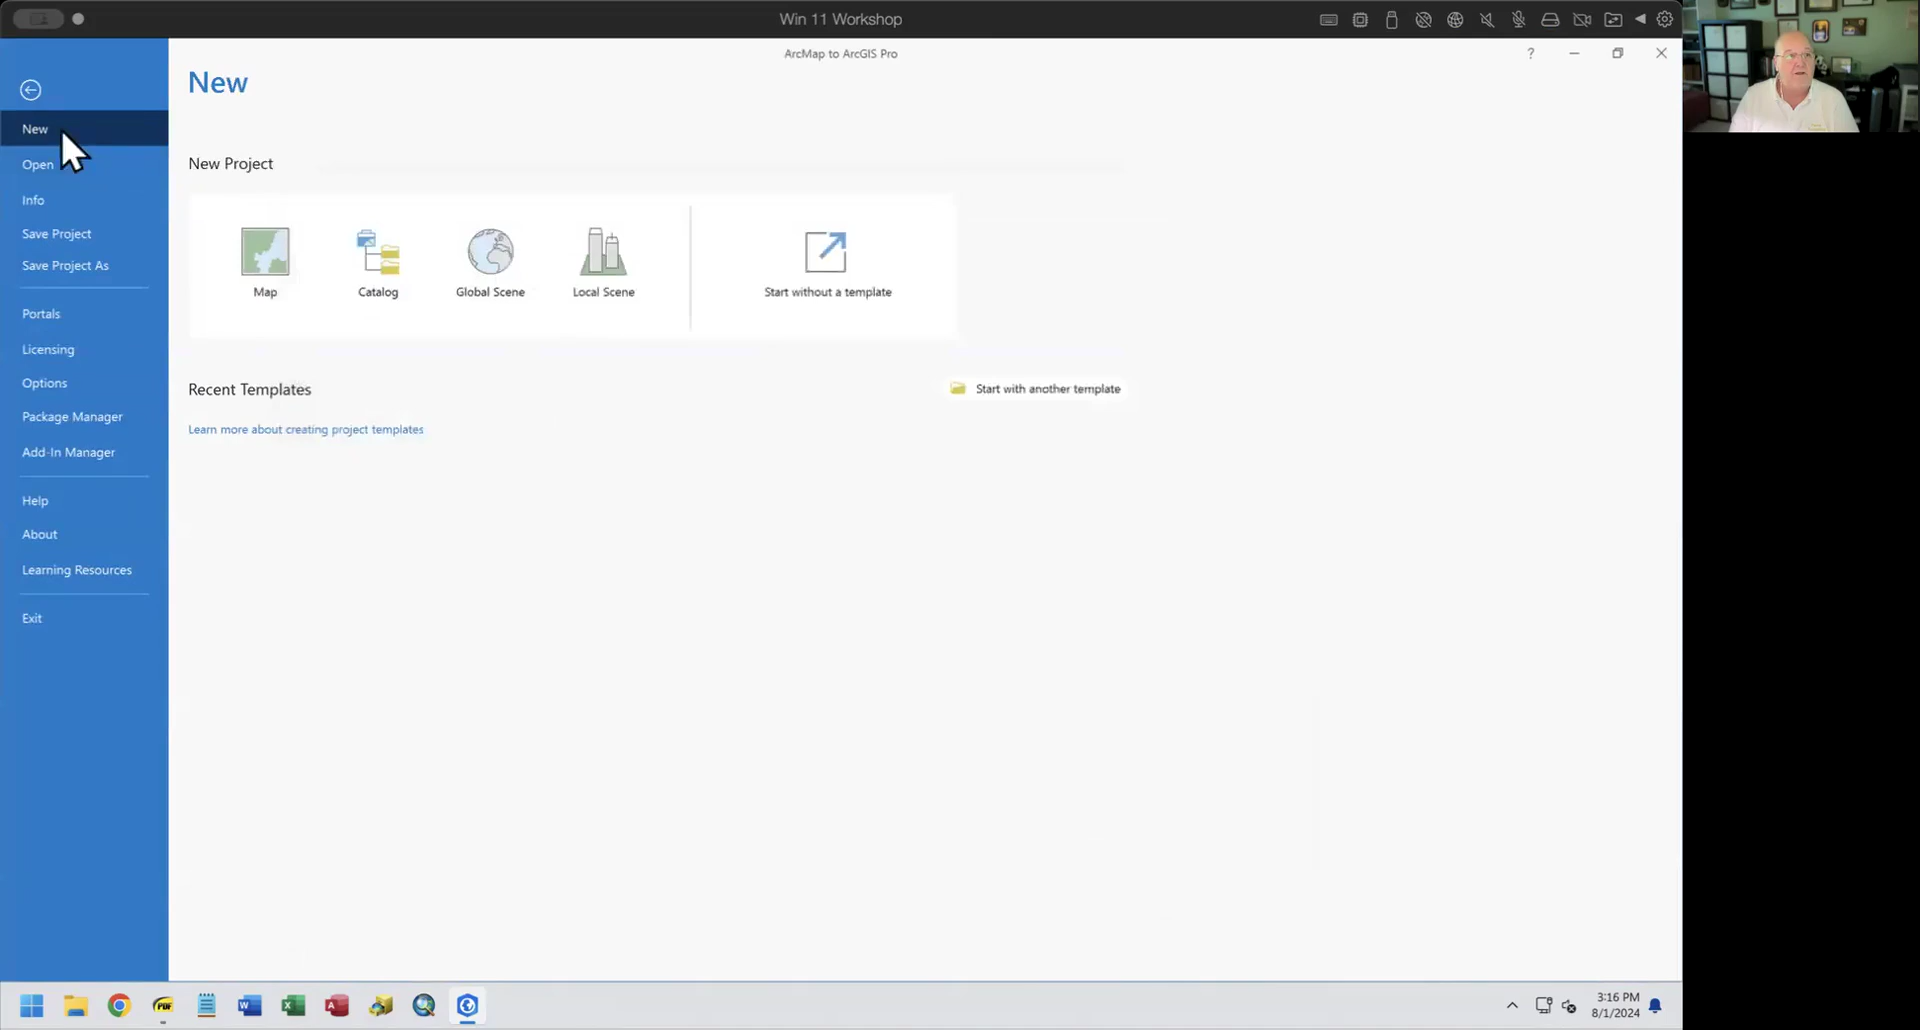 Win 11 Workshop
ArcMap to ArcGIS Pro
?
New
New
Open
Info
Save Project
Save Project As
Portals
Licensing
Options
Package Manager
Add-In Manager
Help
About
Learning Resources
Exit
New Project
Map
Catalog
Global Scene
Local Scene
Start without a template
Recent Templates
Start with another template
Learn more about creating project templates
PDF
W
X
A
3:16 PM
8/1/2024